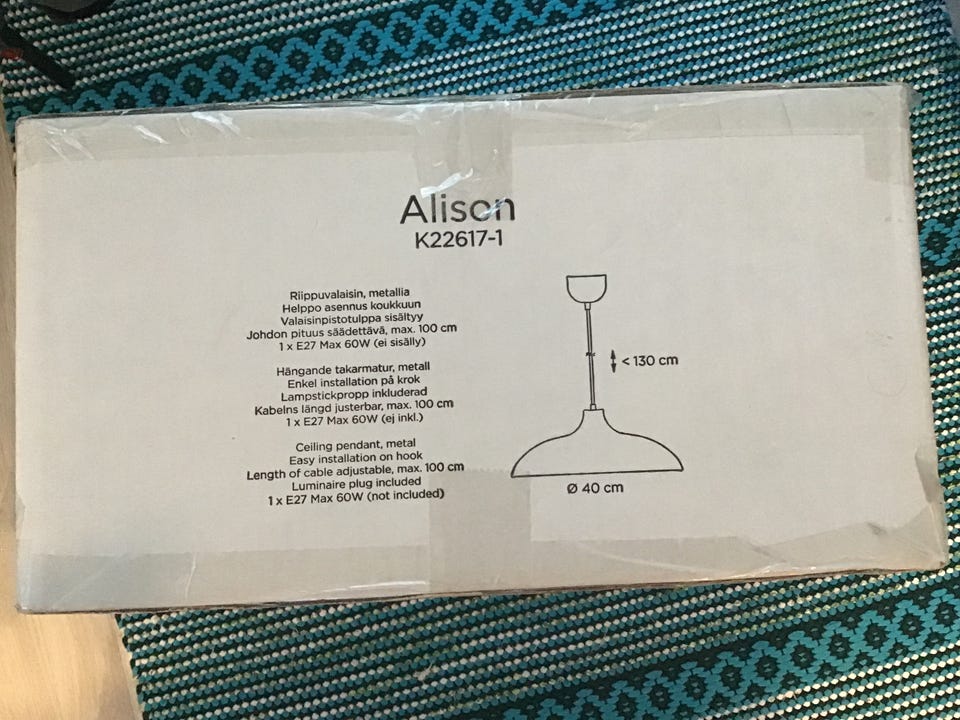 Alison
K22617-1
Riippuvalaisin, metallia
Helppo asennus koukkuun
Valaisinpistotulppa sisältyy
Johdon pituus säädettävä, max. 100 cm
1 x E27 Max 60W (ei sisälly)
Hängande takarmatur, metall
Enkel installation på krok
Lampstickpropp inkluderad
Kabelns längd justerbar, max. 100 cm
1 x E27 Max 60W (ej inkl.)
Ceiling pendant, metal
Easy installation on hook
Length of cable adjustable, max. 100 cm
Luminaire plug included
1 x E27 Max 60W (not included)
< 130 cm
Ø 40 cm